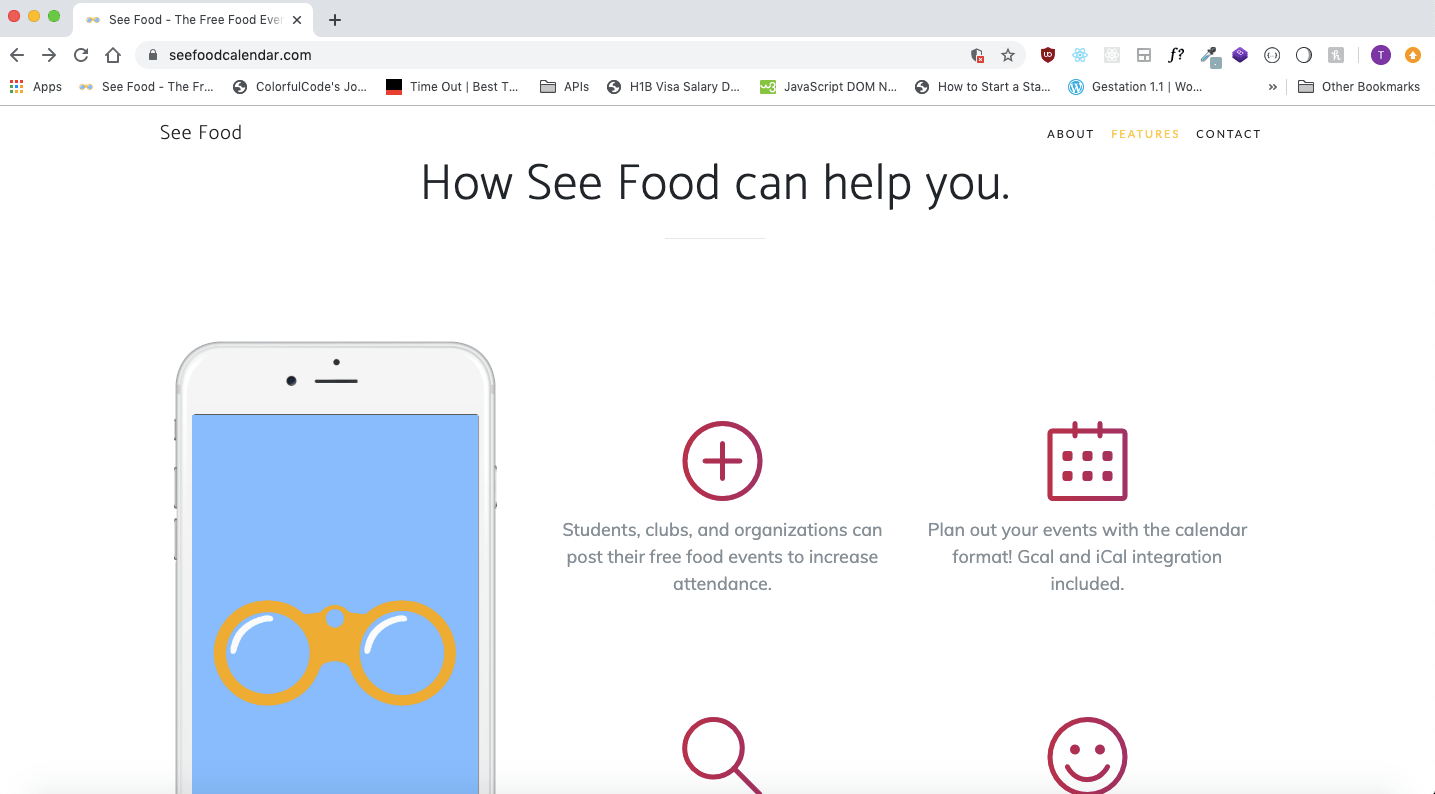 See Food - The Free Food Eve
seefoodcalendar.com
f?
T
Apps
See Food - The Fr...
ColorfulCode's Jo...
Time Out | Best T...
APIs
H1B Visa Salary D...
JavaScript DOM N...
How to Start a Sta...
Gestation 1.1 | Wo...
»
Other Bookmarks
See Food
ABOUT FEATURES CONTACT
How See Food can help you.
Students, clubs, and organizations can
post their free food events to increase
attendance.
Plan out your events with the calendar
format! Gcal and iCal integration
included.